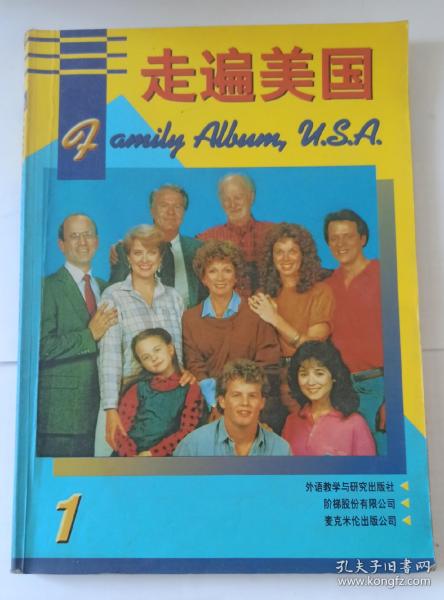 走遍美国
Family Album, U.S.A.
外语教学与研究出版社
阶梯股份有限公司
麦克米伦出版公司
1
孔夫子旧书网
www.kongfz.com